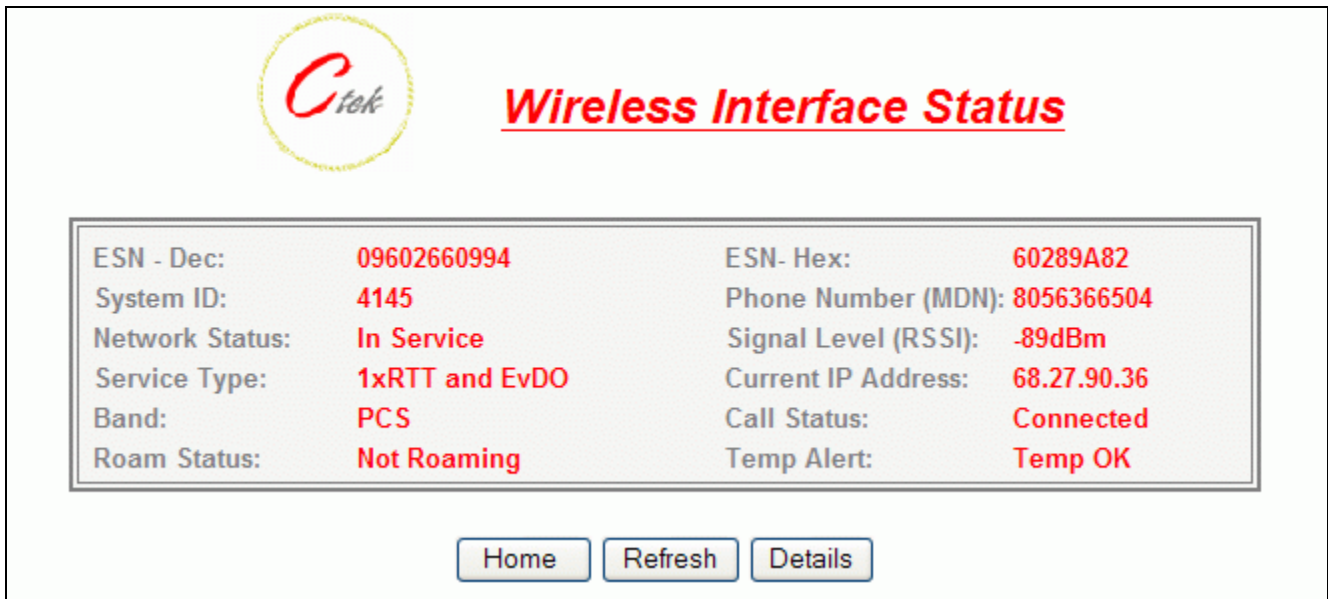 Ctek
Wireless Interface Status
ESN - Dec: 09602660994 ESN- Hex: 60289A82
System ID: 4145 Phone Number (MDN): 8056366504
Network Status: In Service Signal Level (RSSI): -89dBm
Service Type: 1xRTT and EvDO Current IP Address: 68.27.90.36
Band: PCS Call Status: Connected
Roam Status: Not Roaming Temp Alert: Temp OK
Home Refresh Details